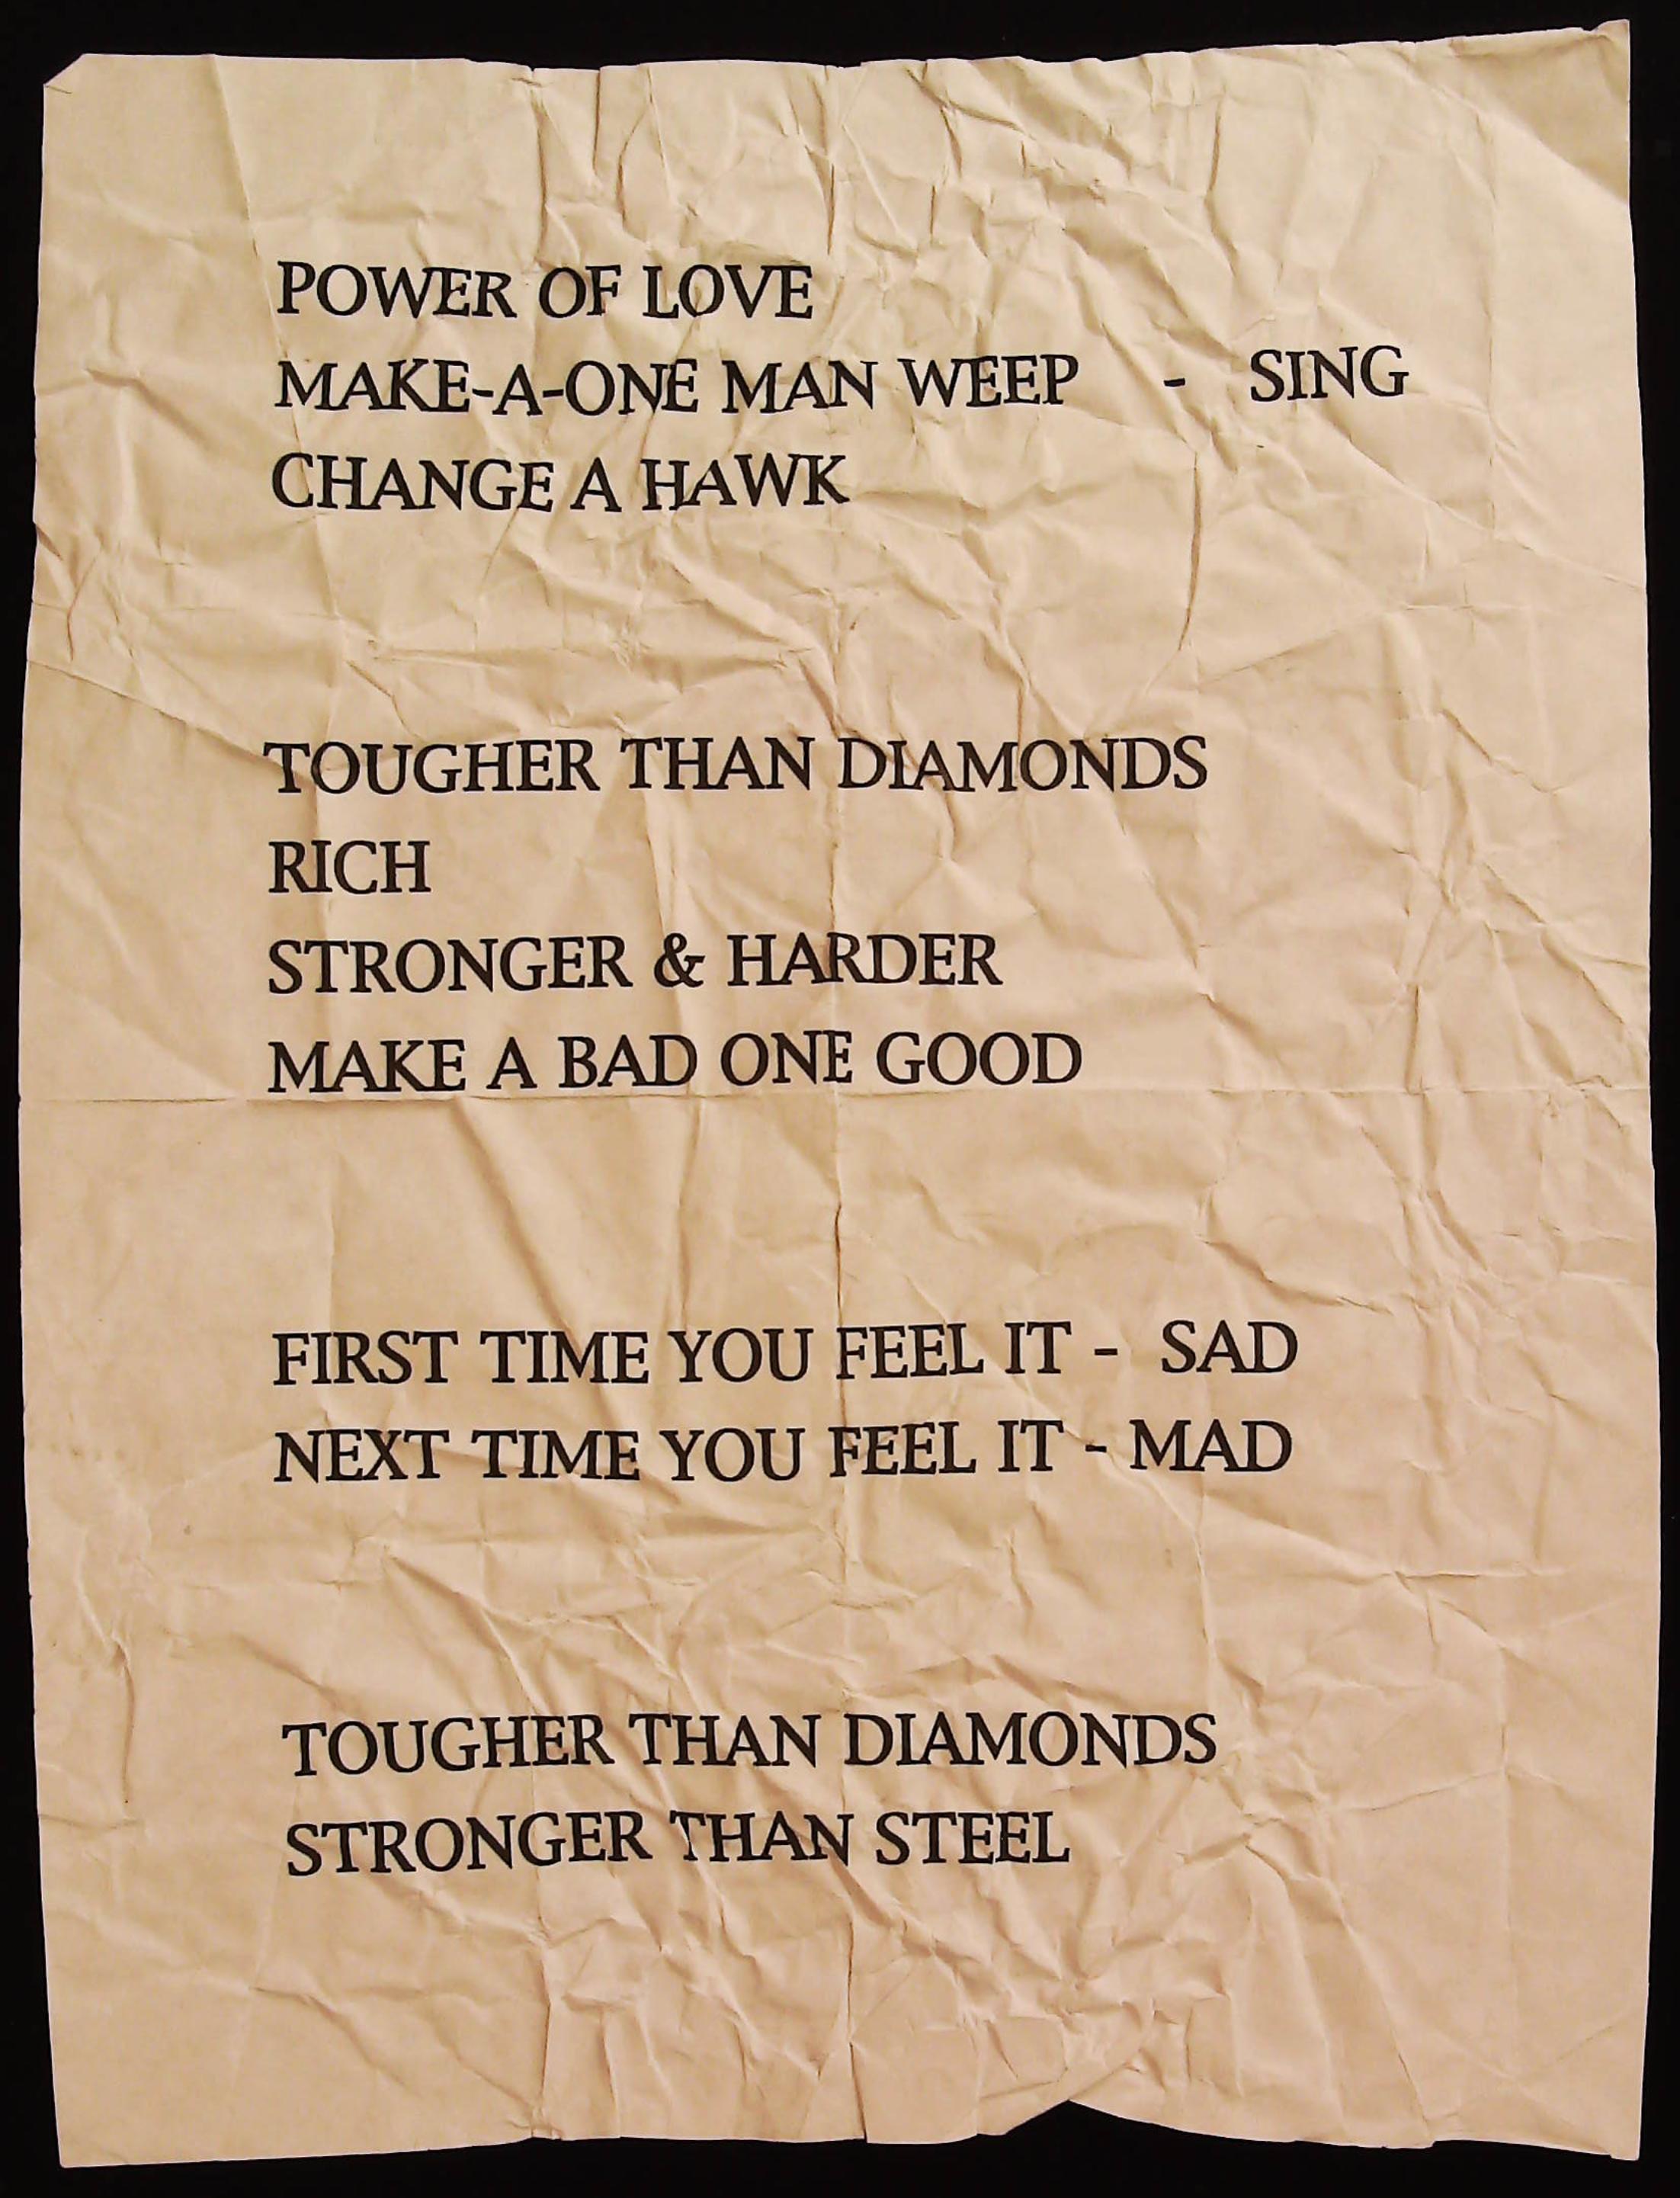 POWER OF LOVE
MAKE-A-ONE MAN WEEP - SING
CHANGE A HAWK
TOUGHER THAN DIAMONDS
RICH
STRONGER & HARDER
MAKE A BAD ONE GOOD
FIRST TIME YOU FEEL IT - SAD
NEXT TIME YOU FEEL IT - MAD
TOUGHER THAN DIAMONDS
STRONGER THAN STEEL